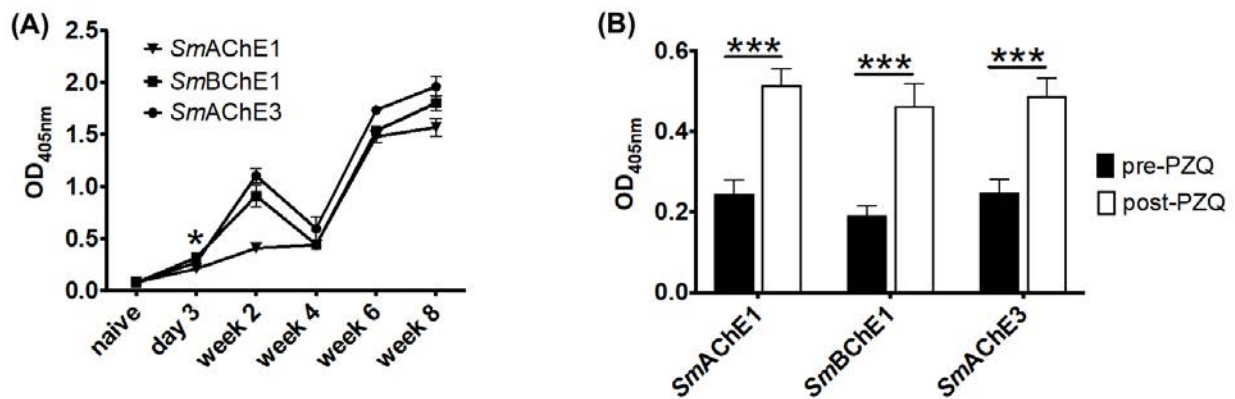 (A)
2.5
2.0
1.5
1.0
0.5
0.0
OD405nm
SmAChE1
SmBChE1
SmAChE3
*
naive
day 3
week 2
week 4
week 6
week 8
(B)
0.6
0.4
0.2
0.0
OD405nm
***
***
***
SmAChE1
SmBChE1
SmAChE3
pre-PZQ
post-PZQ